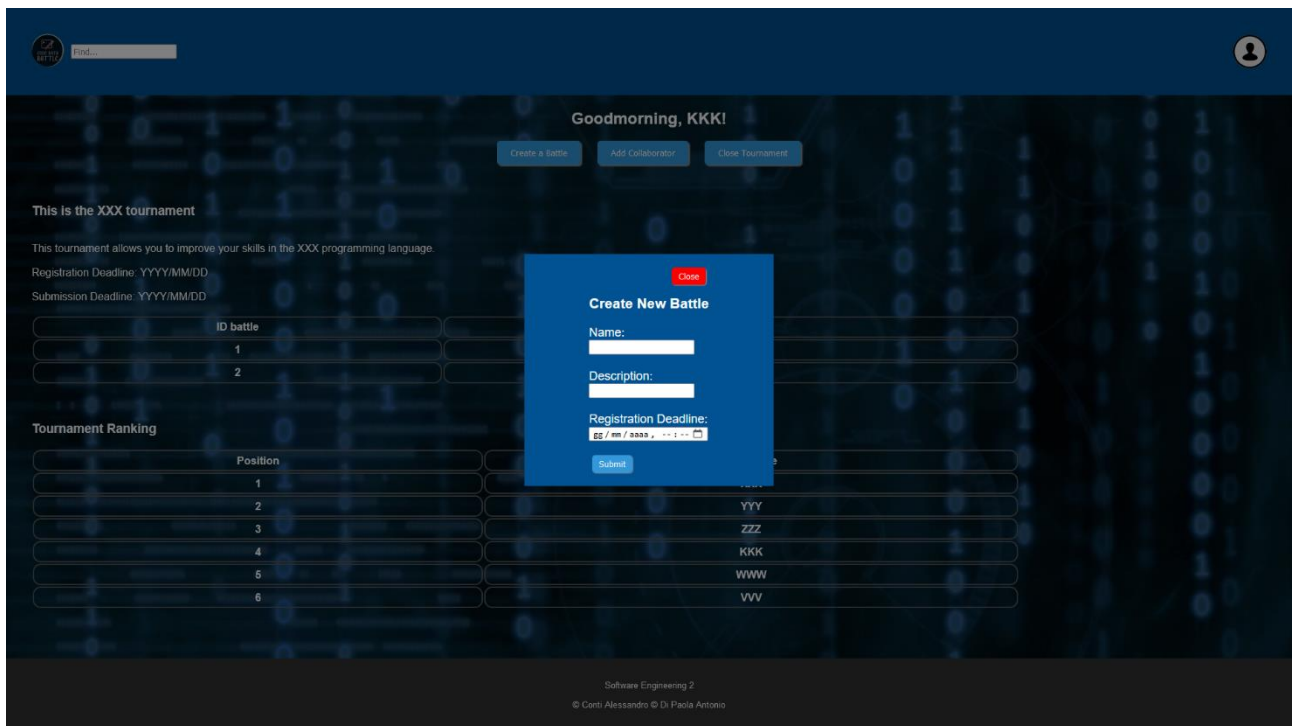 CODE KATA
BATTLE
Find...
Goodmorning, KKK!
Create a Battle Add Collaborator Close Tournament
This is the XXX tournament
This tournament allows you to improve your skills in the XXX programming language.
Registration Deadline: YYYY/MM/DD
Submission Deadline: YYYY/MM/DD
Close
Create New Battle
Name:
Description:
Registration Deadline:
gg/mm/aaaa, --:--
Submit
ID battle
1
2
Tournament Ranking
Position
1
2 YYY
3 ZZZ
4 KKK
5 WWW
6 VVV
Software Engineering 2
© Conti Alessandro © Di Paola Antonio